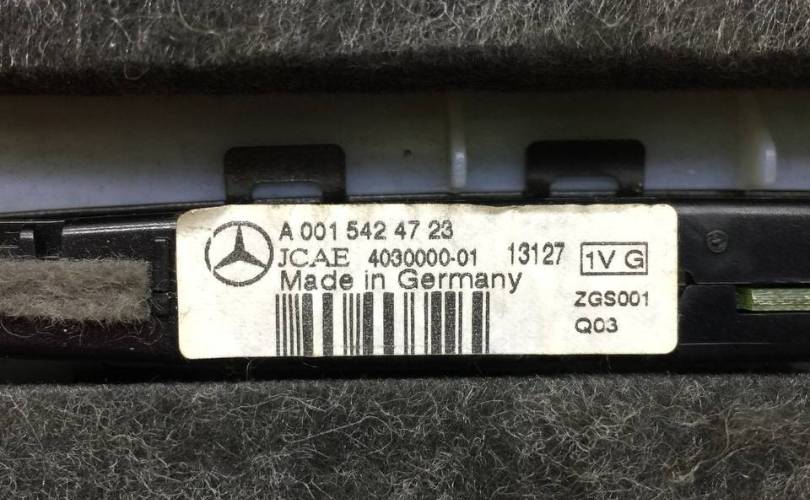 A 001 542 47 23
JCAE 4030000-01 13127 1V G
Made in Germany
ZGS001
Q03